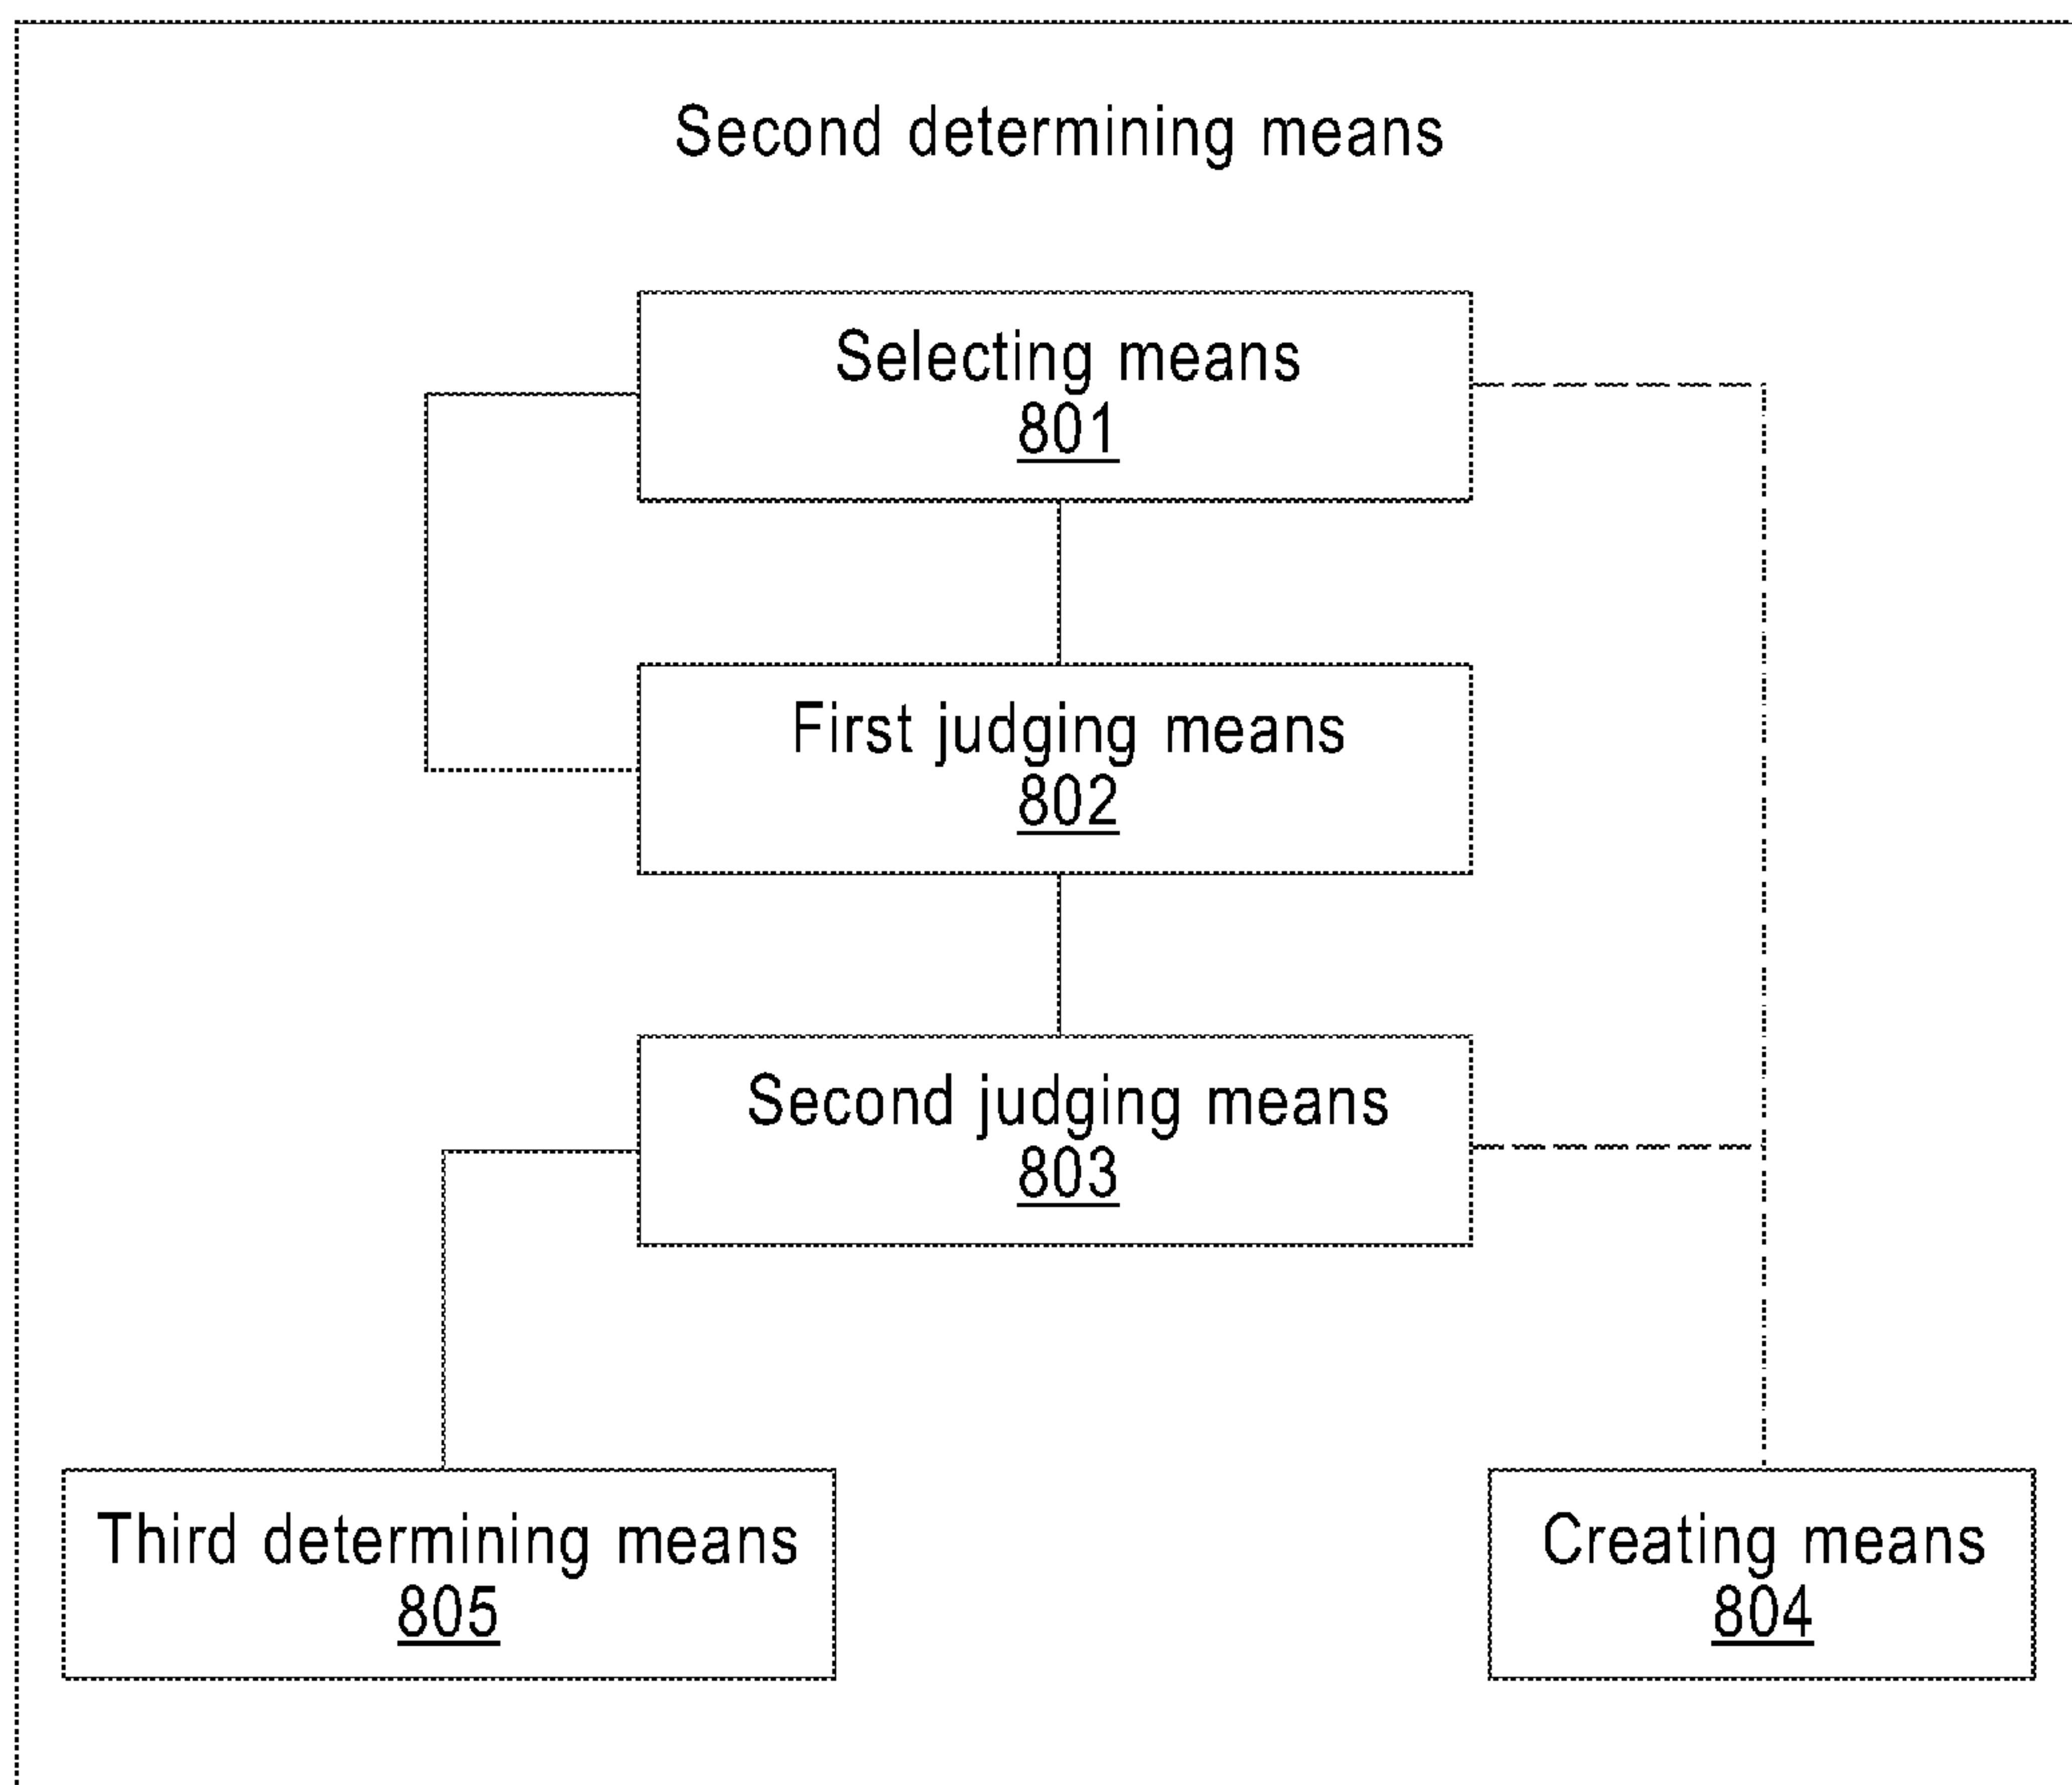 Second determining means
Selecting means
801
First judging means
802
Second judging means
803
Third determining means
805
Creating means
804